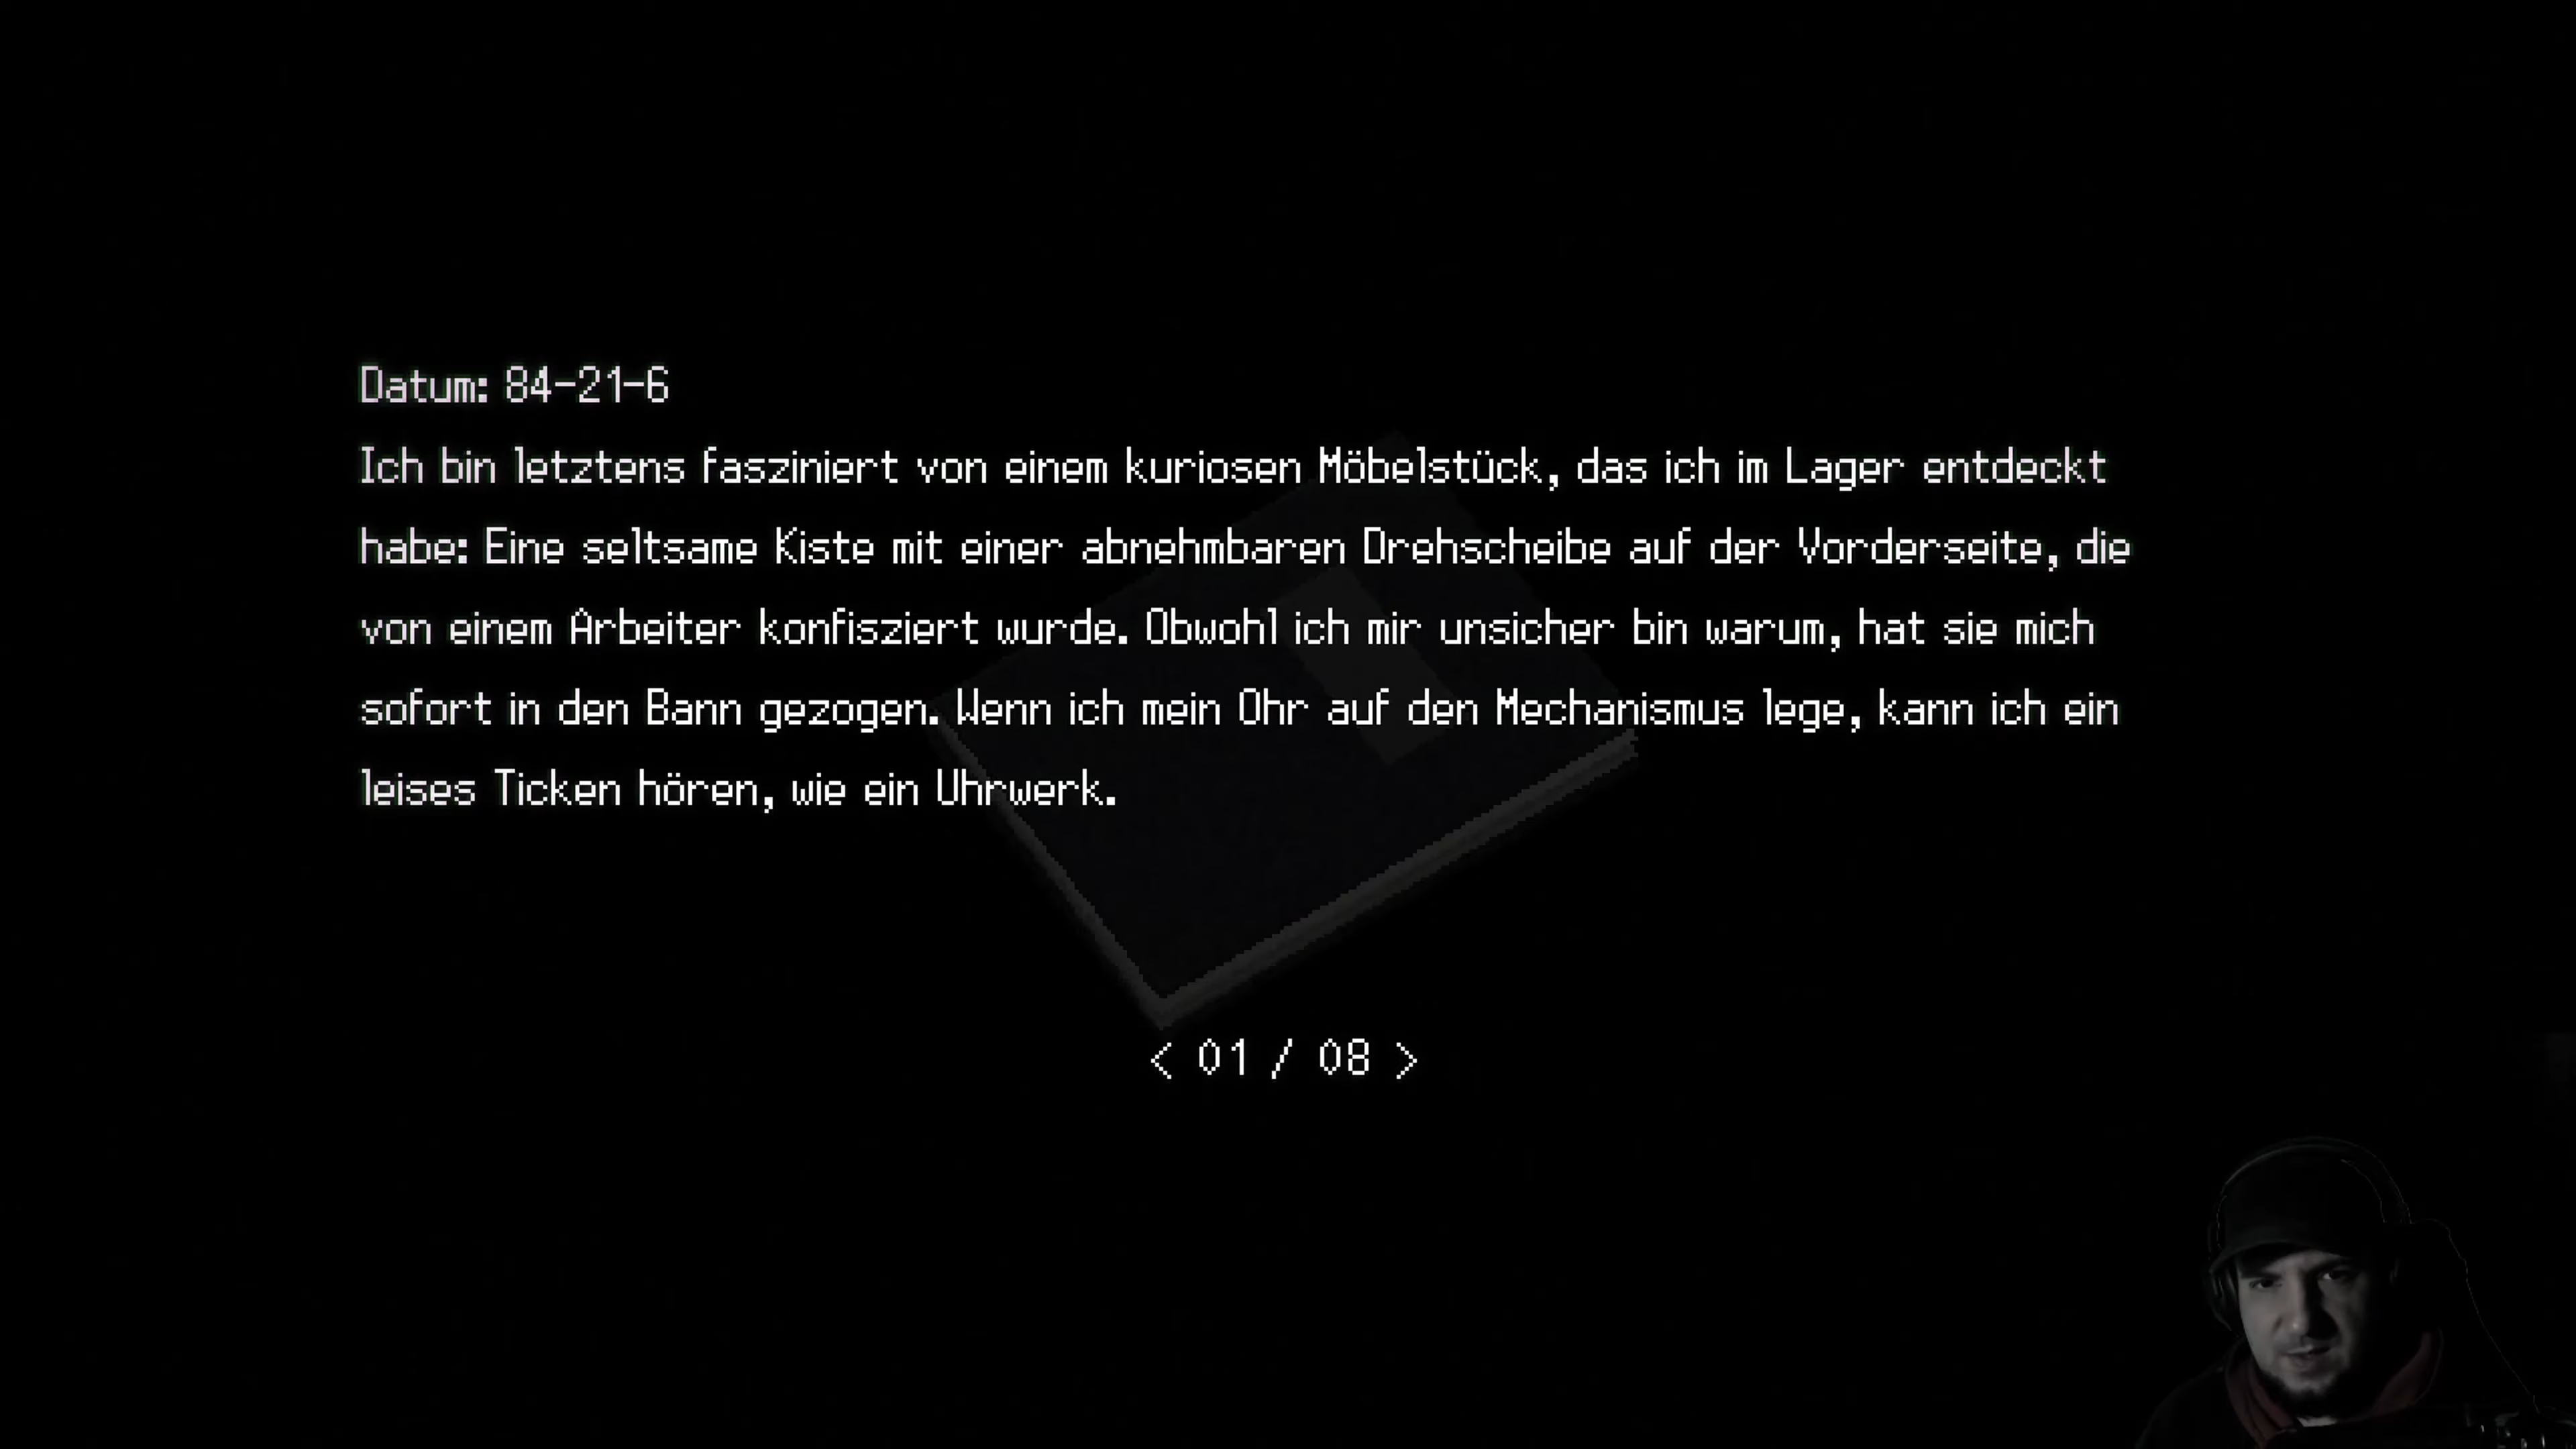 Datum: 84-21-6
Ich bin letztens fasziniert von einem kuriosen Möbelstück, das ich im Lager entdeckt
habe: Eine seltsame Kiste mit einer abnehmbaren Drehscheibe auf der Vorderseite, die
von einem Arbeiter konfisziert wurde. Obwohl ich mir unsicher bin warum, hat sie mich
sofort in den Bann gezogen. Wenn ich mein Ohr auf den Mechanismus lege, kann ich ein
leises Ticken hören, wie ein Uhrwerk.
< 01 / 08 >